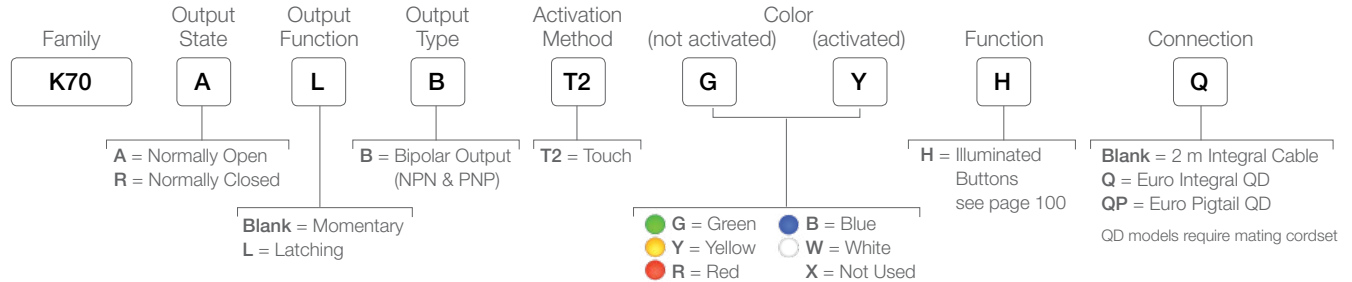 Family
Output State
Output Function
Output Type
Activation Method
Color
(not activated) (activated)
Function
Connection
K70 A L B T2 G Y H Q
A = Normally Open
R = Normally Closed
Blank = Momentary
L = Latching
B = Bipolar Output
(NPN & PNP)
T2 = Touch
G = Green
Y = Yellow
R = Red
B = Blue
W = White
X = Not Used
H = Illuminated
Buttons
see page 100
Blank = 2 m Integral Cable
Q = Euro Integral QD
QP = Euro Pigtail QD
QD models require mating cordset